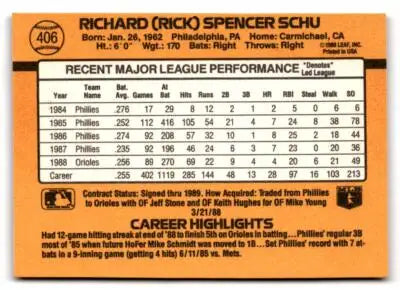 406
RICHARD (RICK) SPENCER SCHU
Born: Jan. 26, 1962 Philadelphia, PA Home: Carmichael, CA
Ht.: 6'0" Wgt.: 170 Bats: Right Throws: Right
©1988 LEAF, INC.
Printed in USA
RECENT MAJOR LEAGUE PERFORMANCE
*Denotes* Led League
Year Team Name Bat. Avg. Games At Bat Runs Hits 2B 3B HR RBI Steal Walk SO
1984 Phillies .276 17 29 8 12 2 1 2 5 0 6 6
1985 Phillies .252 112 416 105 54 21 4 7 24 8 38 78
1986 Phillies .274 92 208 57 32 10 1 8 25 2 18 44
1987 Phillies .235 92 196 46 24 6 3 7 23 0 20 36
1988 Orioles .256 89 270 69 22 9 4 4 20 6 21 49
Career .255 402 1119 285 144 48 13 28 97 16 103 213
Contract Status: Signed thru 1989. How Acquired: Traded from Phillies
to Orioles with OF Jeff Stone and OF Keith Hughes for OF Mike Young
3/21/88
CAREER HIGHLIGHTS
Had 12-game hitting streak at end of '88 to finish 5th on Orioles in batting... Phillies' regular 3B
most of '85 when future HoFer Mike Schmidt was moved to 1B... Set Phillies' record with 7 at-
bats in a 9-inning game (getting 4 hits) 6/11/85 vs. Mets.